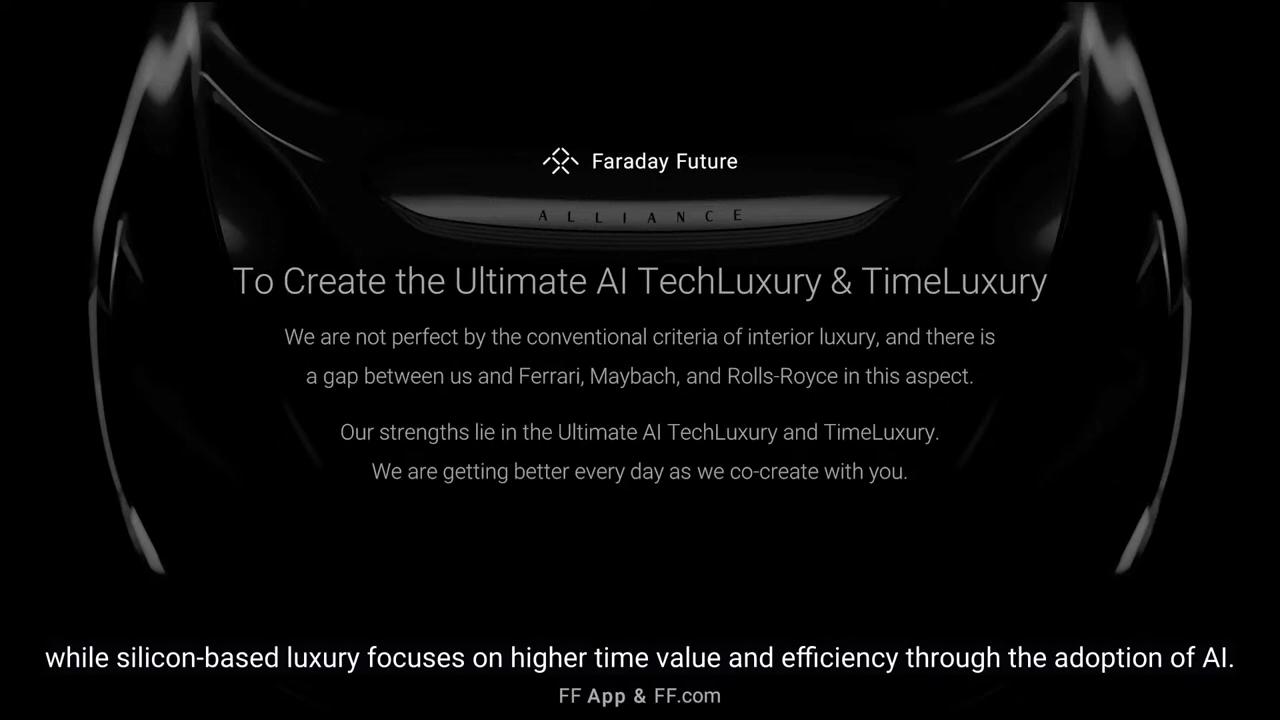 Faraday Future
ALLIANCE
To Create the Ultimate AI TechLuxury & TimeLuxury
We are not perfect by the conventional criteria of interior luxury, and there is
a gap between us and Ferrari, Maybach, and Rolls-Royce in this aspect.
Our strengths lie in the Ultimate AI TechLuxury and TimeLuxury.
We are getting better every day as we co-create with you.
while silicon-based luxury focuses on higher time value and efficiency through the adoption of AI.
FF App & FF.com